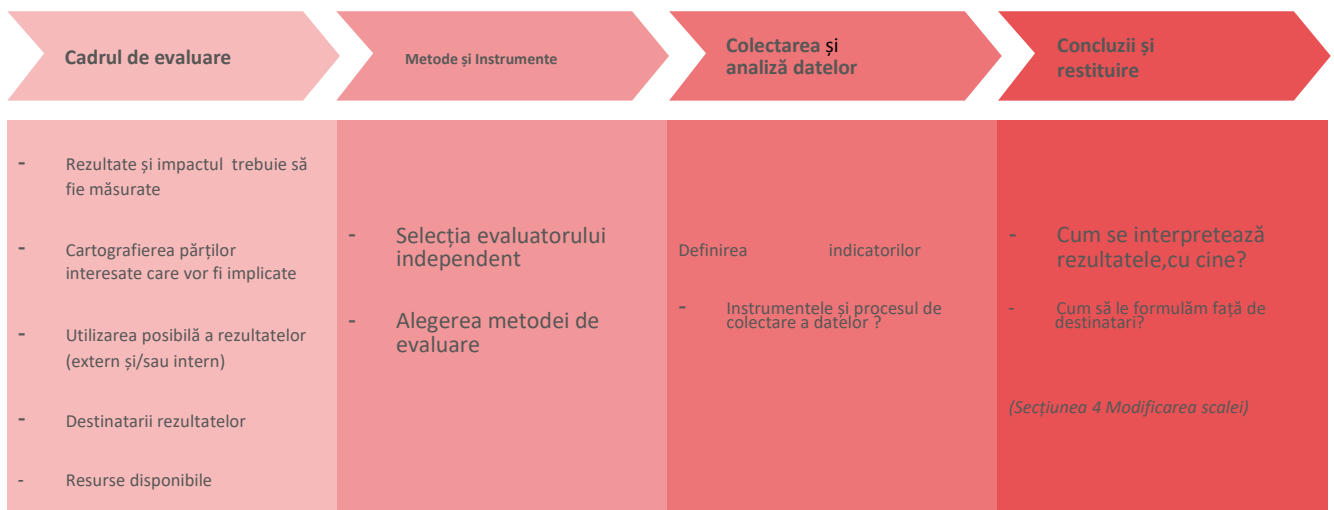 Cadrul de evaluare
Metode și Instrumente
Colectarea și
analiză datelor
Concluzii și
restituire
- Rezultate și impactul trebuie să
fie măsurate
- Cartografierea părților
interesate care vor fi implicate
- Utilizarea posibilă a rezultatelor
(extern și/sau intern)
- Destinatarii rezultatelor
- Resurse disponibile
- Selecția evaluatorului
independent
- Alegerea metodei de
evaluare
Definirea indicatorilor
- Instrumentele și procesul de
colectare a datelor ?
- Cum se interpretează
rezultatele,cu cine?
- Cum să le formulăm față de
destinatari?
(Secțiunea 4 Modificarea scalei)